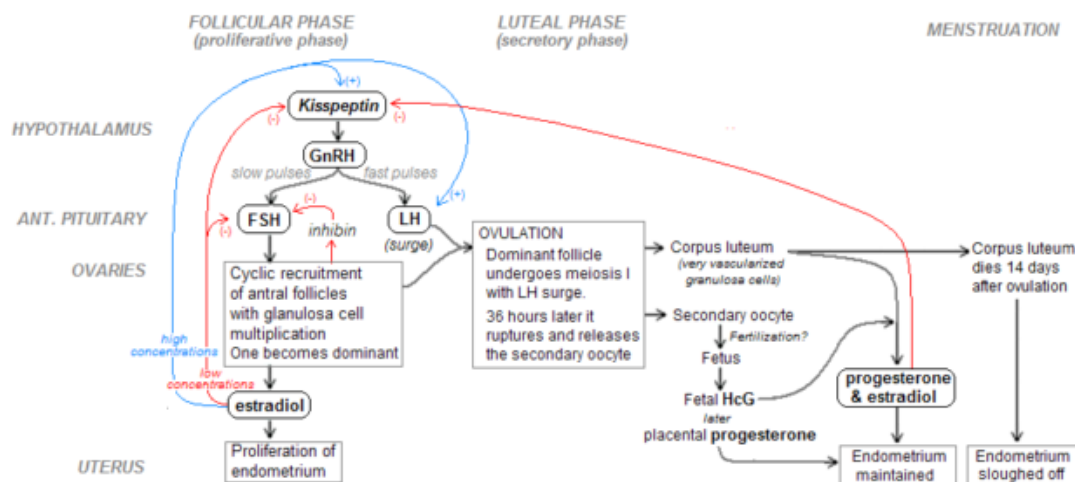 FOLLICULAR PHASE
(proliferative phase)
LUTEAL PHASE
(secretory phase)
MENSTRUATION
HYPOTHALAMUS
ANT. PITUITARY
OVARIES
UTERUS
(+)
Kisspeptin
(-)
(-)
GnRH
slow pulses
fast pulses
(-)
(+)
FSH
LH
(-)
inhibin
(surge)
Cyclic recruitment
of antral follicles
with glanulosa cell
multiplication
One becomes dominant
high
concentrations
low
concentrations
estradiol
Proliferation of
endometrium
OVULATION
Dominant follicle
undergoes meiosis I
with LH surge.
36 hours later it
ruptures and releases
the secondary oocyte
Corpus luteum
(very vascularized
granulosa cells)
Secondary oocyte
Fertilization?
Fetus
Fetal HcG
later
placental progesterone
progesterone
& estradiol
Endometrium
maintained
Corpus luteum
dies 14 days
after ovulation
Endometrium
sloughed off